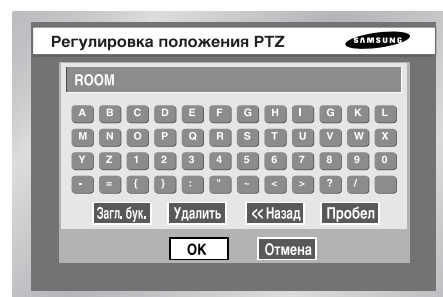 Регулировка положения PTZ SAMSUNG
ROOM
A B C D E F G H I G K L
M N O P Q R S T U V W X
Y Z 1 2 3 4 5 6 7 8 9 0
- = { } : " ~ < > ? /
Загл. бук. Удалить << Назад Пробел
OK Отмена